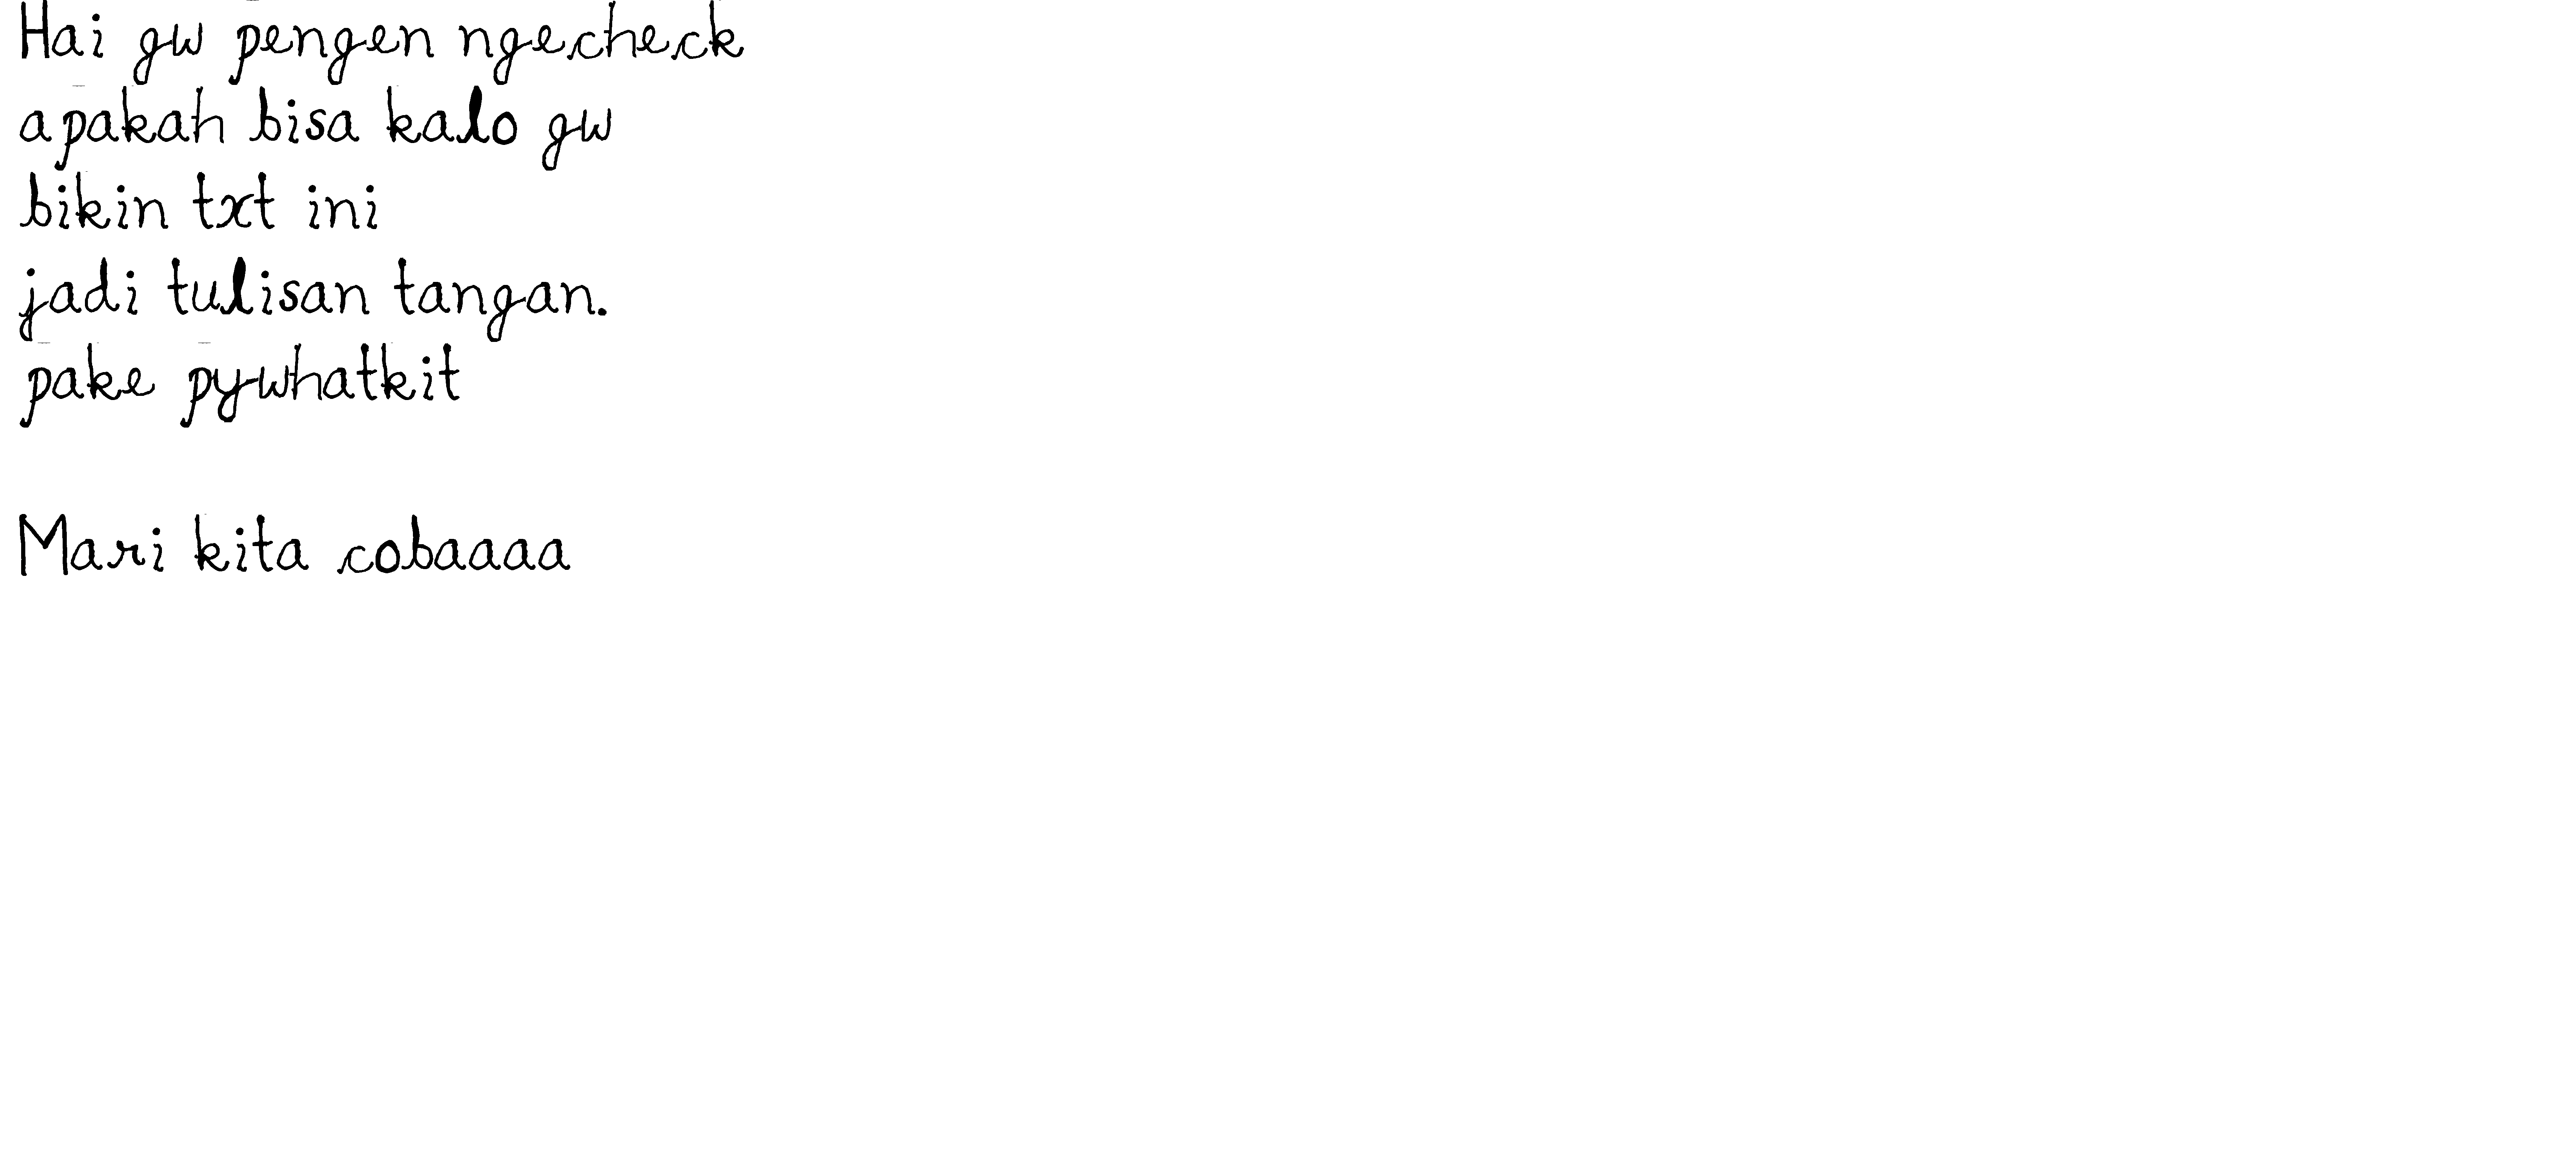 Hai gw pengen ngecheck
apakah bisa kalo gw
bikin txt ini
jadi tulisan tangan.
pake pywhatkit
Mari kita cobaaaa